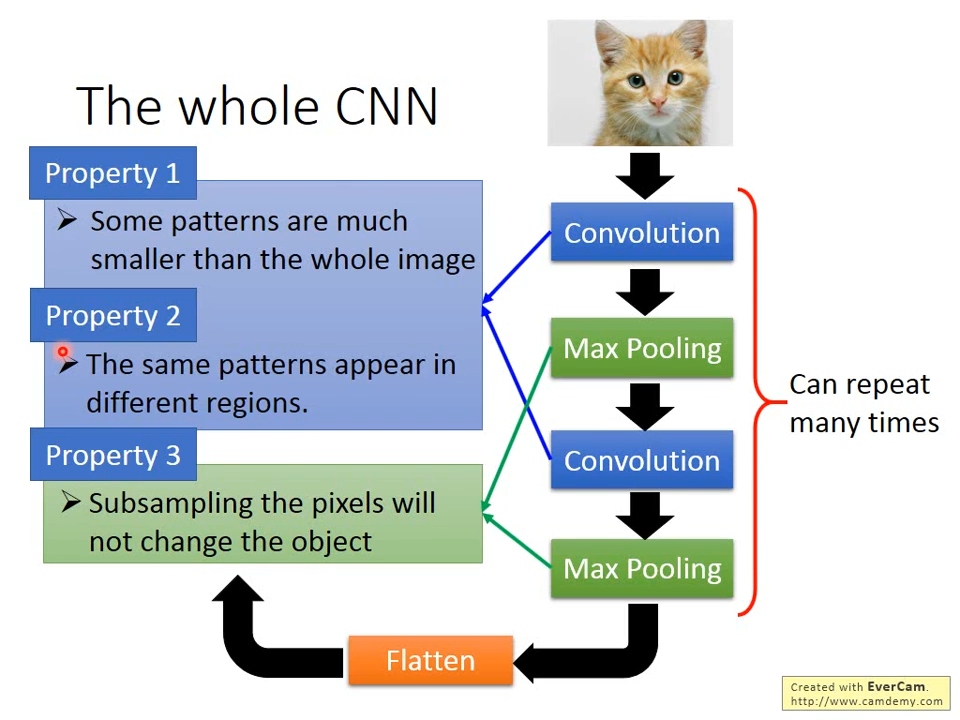 The whole CNN
Property 1
➢ Some patterns are much
smaller than the whole image
Property 2
➢ The same patterns appear in
different regions.
Property 3
➢ Subsampling the pixels will
not change the object
Convolution
Max Pooling
Convolution
Max Pooling
Can repeat
many times
Flatten
Created with EverCam.
http://www.camdemy.com